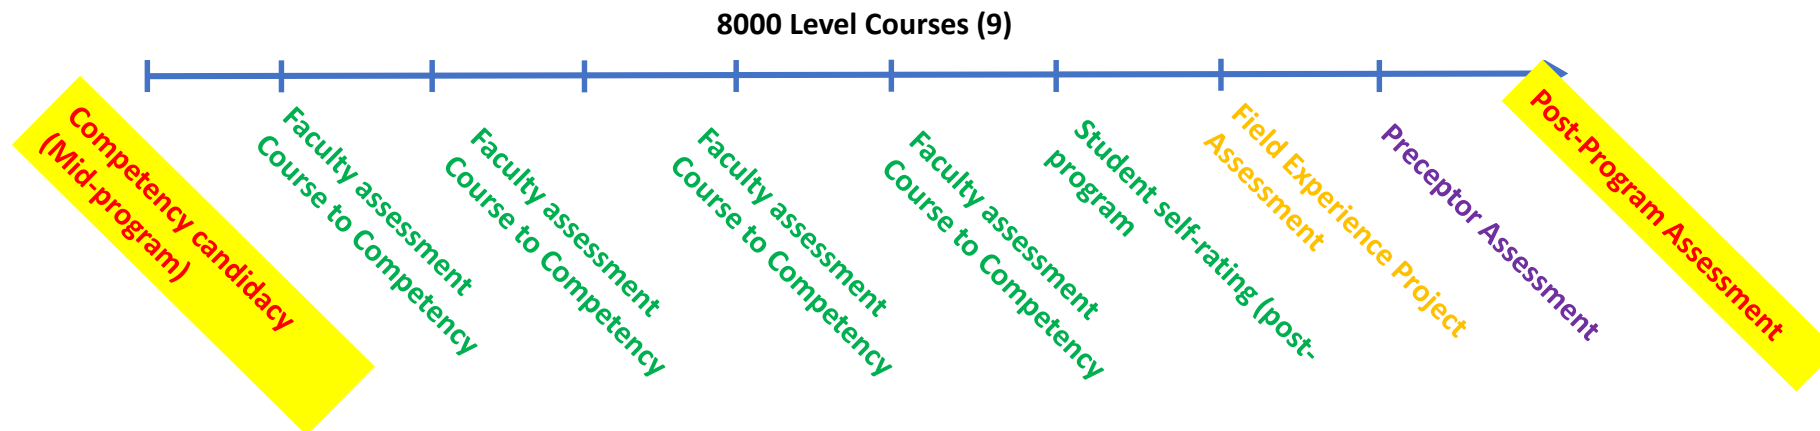 8000 Level Courses (9)
Competency candidacy
(Mid-program)
Faculty assessment
Course to Competency
Faculty assessment
Course to Competency
Faculty assessment
Course to Competency
Faculty assessment
Course to Competency
Student self-rating (post-
program
Field Experience Project
Assessment
Preceptor Assessment
Post-Program Assessment